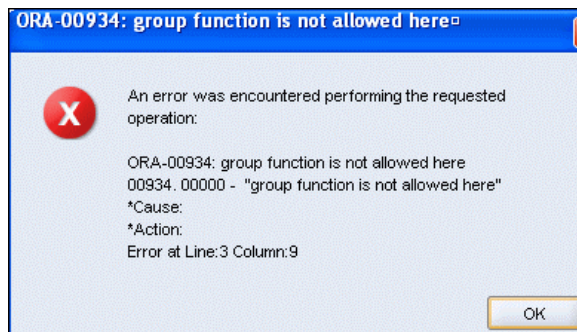 ORA-00934: group function is not allowed here¤
An error was encountered performing the requested
operation:
ORA-00934: group function is not allowed here
00934. 00000 - "group function is not allowed here"
*Cause:
*Action:
Error at Line:3 Column:9
OK